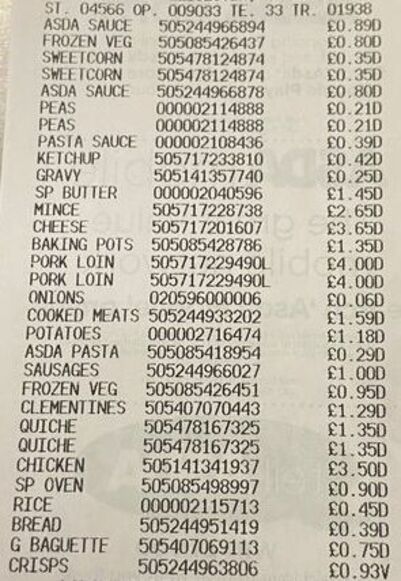 ST. 04566 OP. 009033 TE. 33 TR. 01938
ASDA SAUCE 505244966894 £0.89D
FROZEN VEG 505085426437 £0.80D
SWEETCORN 505478124874 £0.35D
SWEETCORN 505478124874 £0.35D
ASDA SAUCE 505244966878 £0.80D
PEAS 000002114888 £0.21D
PEAS 000002114888 £0.21D
PASTA SAUCE 000002108436 £0.39D
KETCHUP 505717233810 £0.42D
GRAVY 505141357740 £0.25D
SP BUTTER 000002040596 £1.45D
MINCE 505717228738 £2.65D
CHEESE 505717201607 £3.65D
BAKING POTS 505085428786 £1.35D
PORK LOIN 505717229490L £4.00D
PORK LOIN 505717229490L £4.00D
ONIONS 020596000006 £0.06D
COOKED MEATS 505244933202 £1.59D
POTATOES 000002716474 £1.18D
ASDA PASTA 505085418954 £0.29D
SAUSAGES 505244966027 £1.00D
FROZEN VEG 505085426451 £0.95D
CLEMENTINES 505407070443 £1.29D
QUICHE 505478167325 £1.35D
QUICHE 505478167325 £1.35D
CHICKEN 505141341937 £3.50D
SP OVEN 505085498997 £0.90D
RICE 000002115713 £0.45D
BREAD 505244951419 £0.39D
G BAGUETTE 505407069113 £0.75D
CRISPS 505244963806 £0.93V